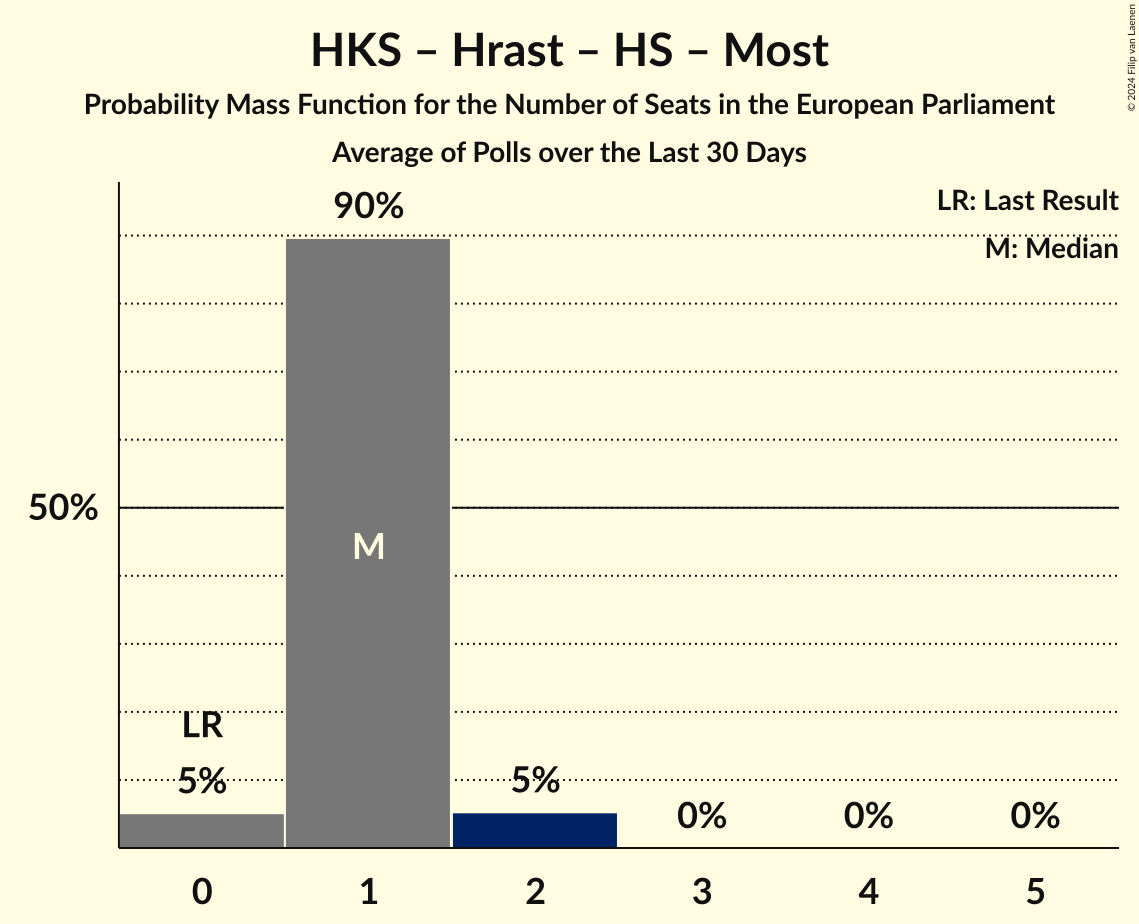 HKS – Hrast – HS – Most
Probability Mass Function for the Number of Seats in the European Parliament
Average of Polls over the Last 30 Days
© 2024 Filip van Laenen
LR: Last Result
M: Median
90%
50%
M
LR
5%
5%
0%
0%
0%
0
1
2
3
4
5